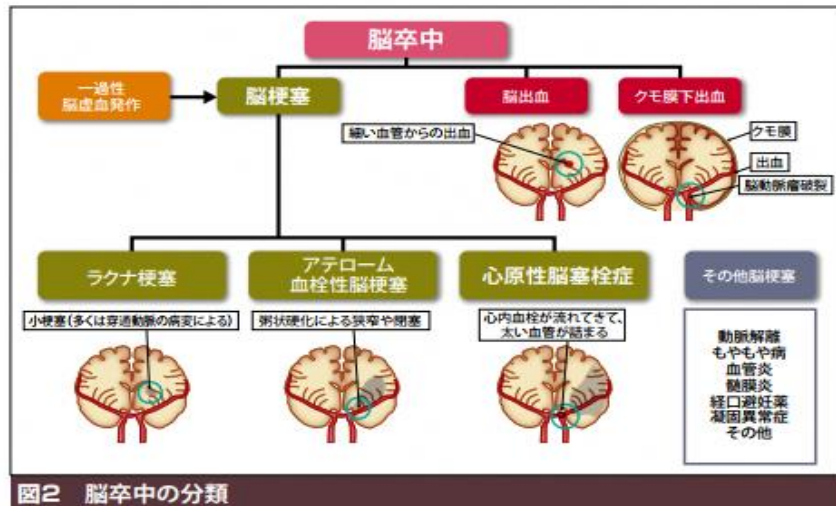 脳卒中
一過性
脳虚血発作
脳梗塞
脳出血
クモ膜下出血
細い血管からの出血
クモ膜
出血
脳動脈瘤破裂
ラクナ梗塞
アテローム
血栓性脳梗塞
心原性脳塞栓症
その他脳梗塞
小梗塞(多くは穿通動脈の病変による)
粥状硬化による狭窄や閉塞
心内血栓が流れてきて、
太い血管が詰まる
動脈解離
もやもや病
血管炎
髄膜炎
経口避妊薬
凝固異常症
その他
図2 脳卒中の分類